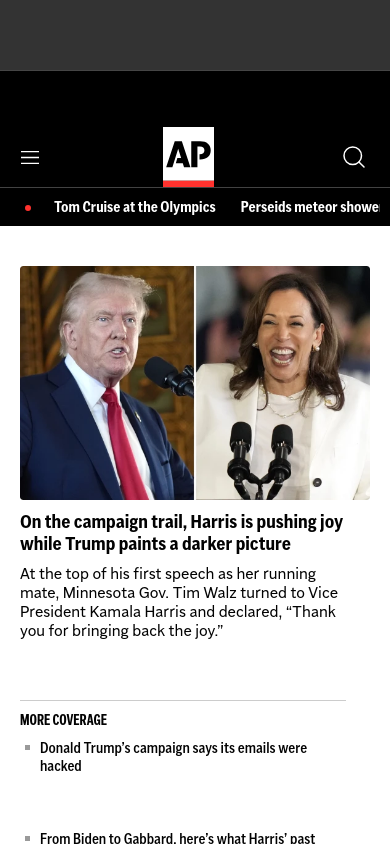 AP
Tom Cruise at the Olympics Perseids meteor showe
On the campaign trail, Harris is pushing joy
while Trump paints a darker picture
At the top of his first speech as her running
mate, Minnesota Gov. Tim Walz turned to Vice
President Kamala Harris and declared, “Thank
you for bringing back the joy.”
MORE COVERAGE
Donald Trump’s campaign says its emails were
hacked
From Biden to Gabbard, here’s what Harris’ past